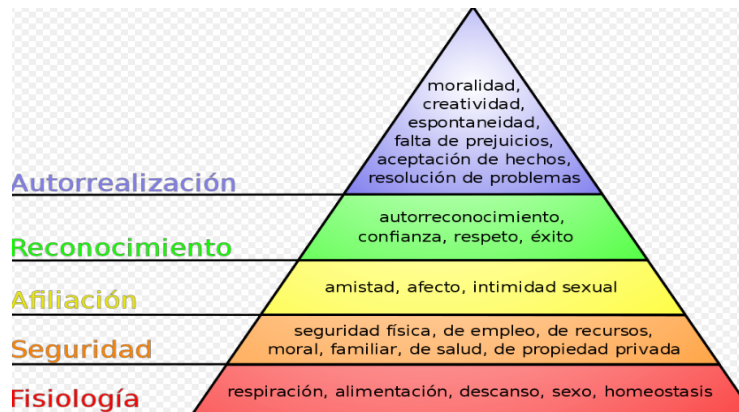 moralidad,
creatividad,
espontaneidad,
falta de prejuicios,
aceptación de hechos,
resolución de problemas
Autorrealización
autorreconocimiento,
confianza, respeto, éxito
Reconocimiento
amistad, afecto, intimidad sexual
Afiliación
seguridad física, de empleo, de recursos,
moral, familiar, de salud, de propiedad privada
Seguridad
respiración, alimentación, descanso, sexo, homeostasis
Fisiología